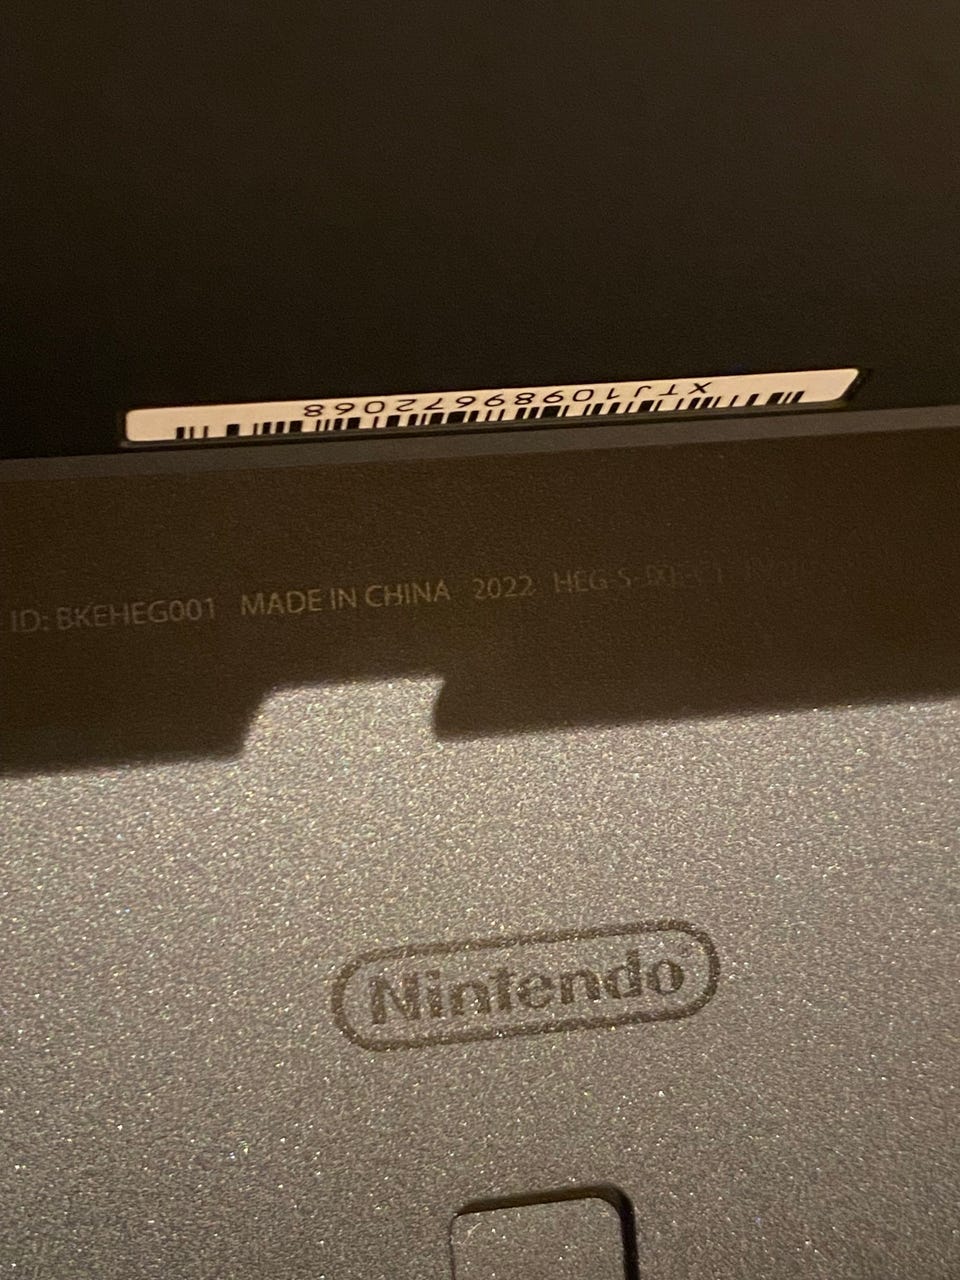 XTJ10989672068
ID: BKEHEG001 MADE IN CHINA 2022
Nintendo